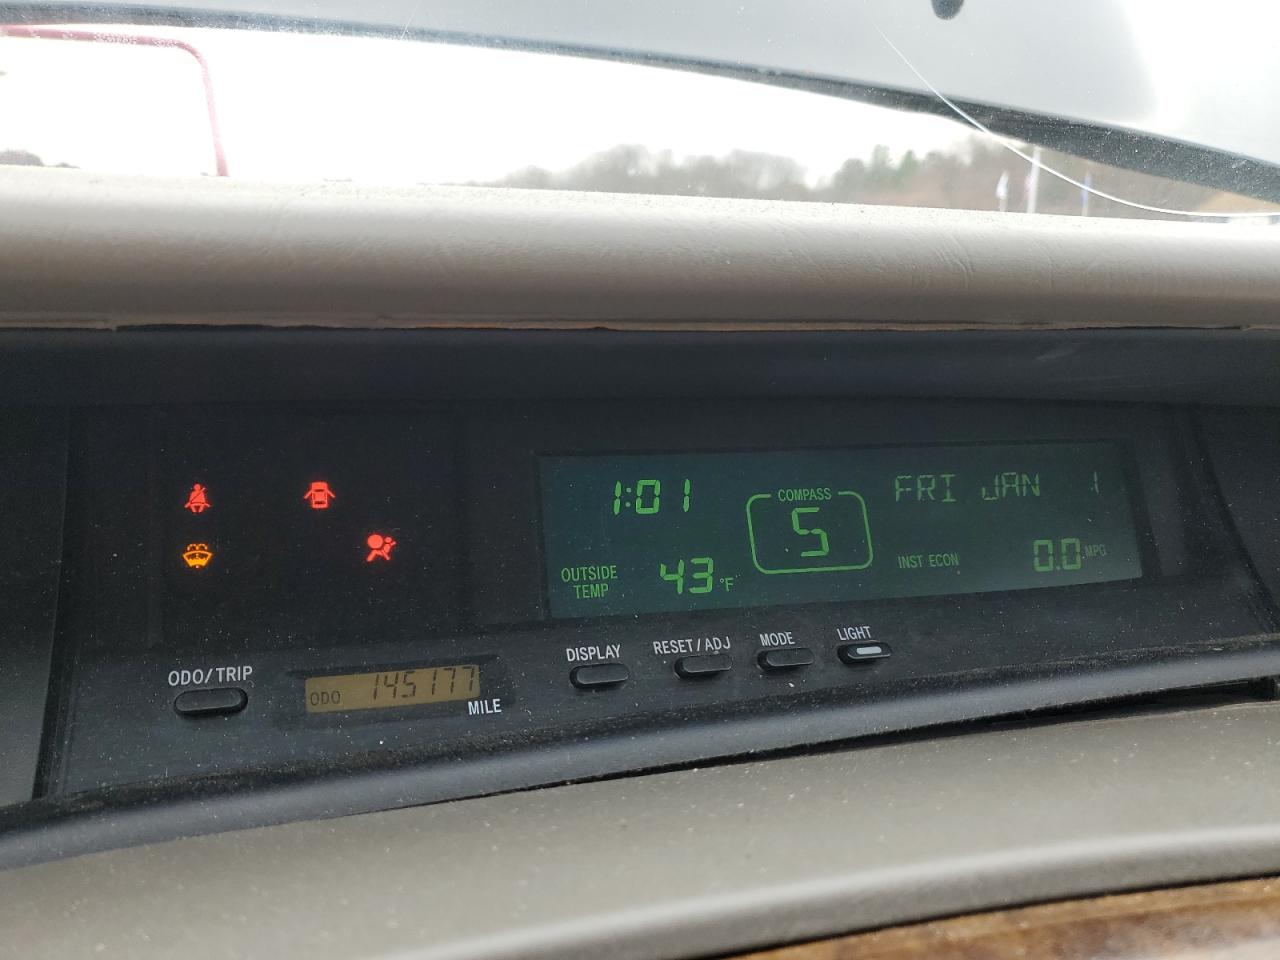 1:01
COMPASS
S
FRI JAN 1
OUTSIDE
TEMP
43°F
INST ECON 0.0 MPG
DISPLAY
RESET/ADJ
MODE
LIGHT
ODO/TRIP
ODO 145177
MILE